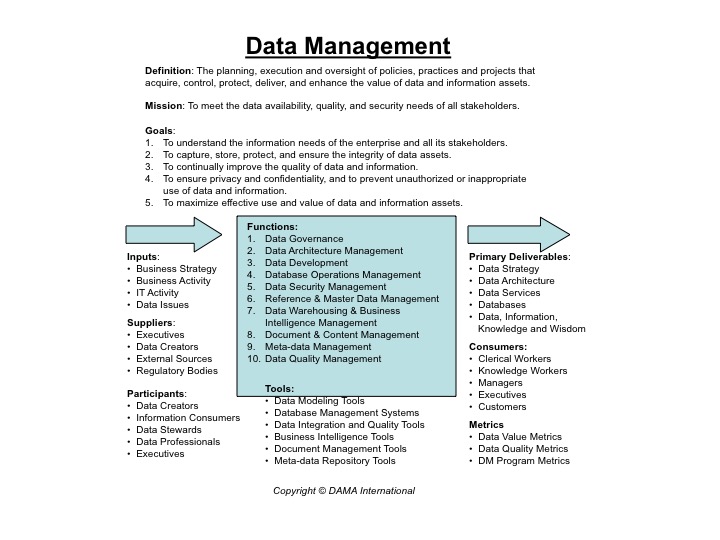 Data Management
Definition: The planning, execution and oversight of policies, practices and projects that
acquire, control, protect, deliver, and enhance the value of data and information assets.
Mission: To meet the data availability, quality, and security needs of all stakeholders.
Goals:
1. To understand the information needs of the enterprise and all its stakeholders.
2. To capture, store, protect, and ensure the integrity of data assets.
3. To continually improve the quality of data and information.
4. To ensure privacy and confidentiality, and to prevent unauthorized or inappropriate
use of data and information.
5. To maximize effective use and value of data and information assets.
Inputs:
• Business Strategy
• Business Activity
• IT Activity
• Data Issues
Suppliers:
• Executives
• Data Creators
• External Sources
• Regulatory Bodies
Participants:
• Data Creators
• Information Consumers
• Data Stewards
• Data Professionals
• Executives
Functions:
1. Data Governance
2. Data Architecture Management
3. Data Development
4. Database Operations Management
5. Data Security Management
6. Reference & Master Data Management
7. Data Warehousing & Business
Intelligence Management
8. Document & Content Management
9. Meta-data Management
10. Data Quality Management
Tools:
• Data Modeling Tools
• Database Management Systems
• Data Integration and Quality Tools
• Business Intelligence Tools
• Document Management Tools
• Meta-data Repository Tools
Primary Deliverables:
• Data Strategy
• Data Architecture
• Data Services
• Databases
• Data, Information,
Knowledge and Wisdom
Consumers:
• Clerical Workers
• Knowledge Workers
• Managers
• Executives
• Customers
Metrics
• Data Value Metrics
• Data Quality Metrics
• DM Program Metrics
Copyright © DAMA International